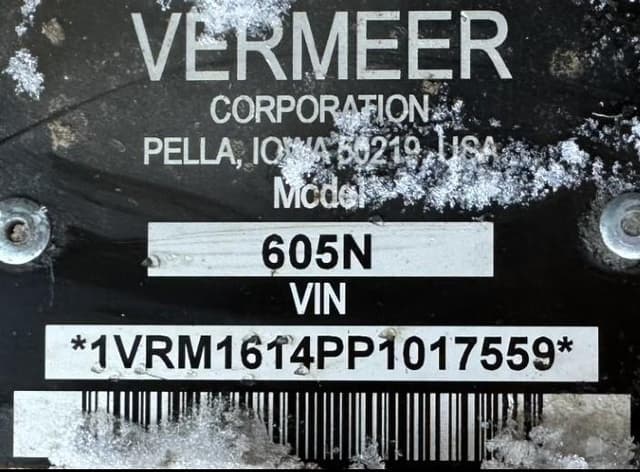 VERMEER
CORPORATION
PELLA, IOWA 50219, USA
Model
605N
VIN
*1VRM1614PP1017559*